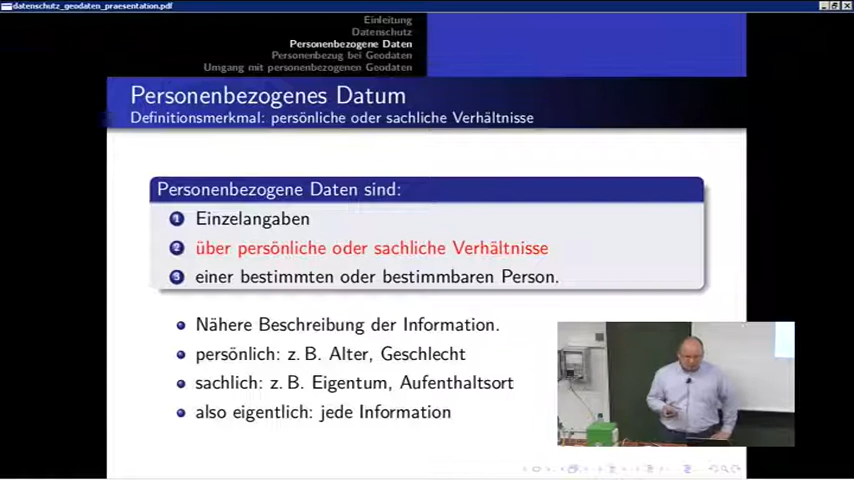 datenschutz_geodaten_praesentation.pdf
Einleitung
Datenschutz
Personenbezogene Daten
Personenbezug bei Geodaten
Umgang mit personenbezogenen Geodaten
Personenbezogenes Datum
Definitionsmerkmal: persönliche oder sachliche Verhältnisse
Personenbezogene Daten sind:
1 Einzelangaben
2 über persönliche oder sachliche Verhältnisse
3 einer bestimmten oder bestimmbaren Person.
Nähere Beschreibung der Information.
persönlich: z. B. Alter, Geschlecht
sachlich: z. B. Eigentum, Aufenthaltsort
also eigentlich: jede Information